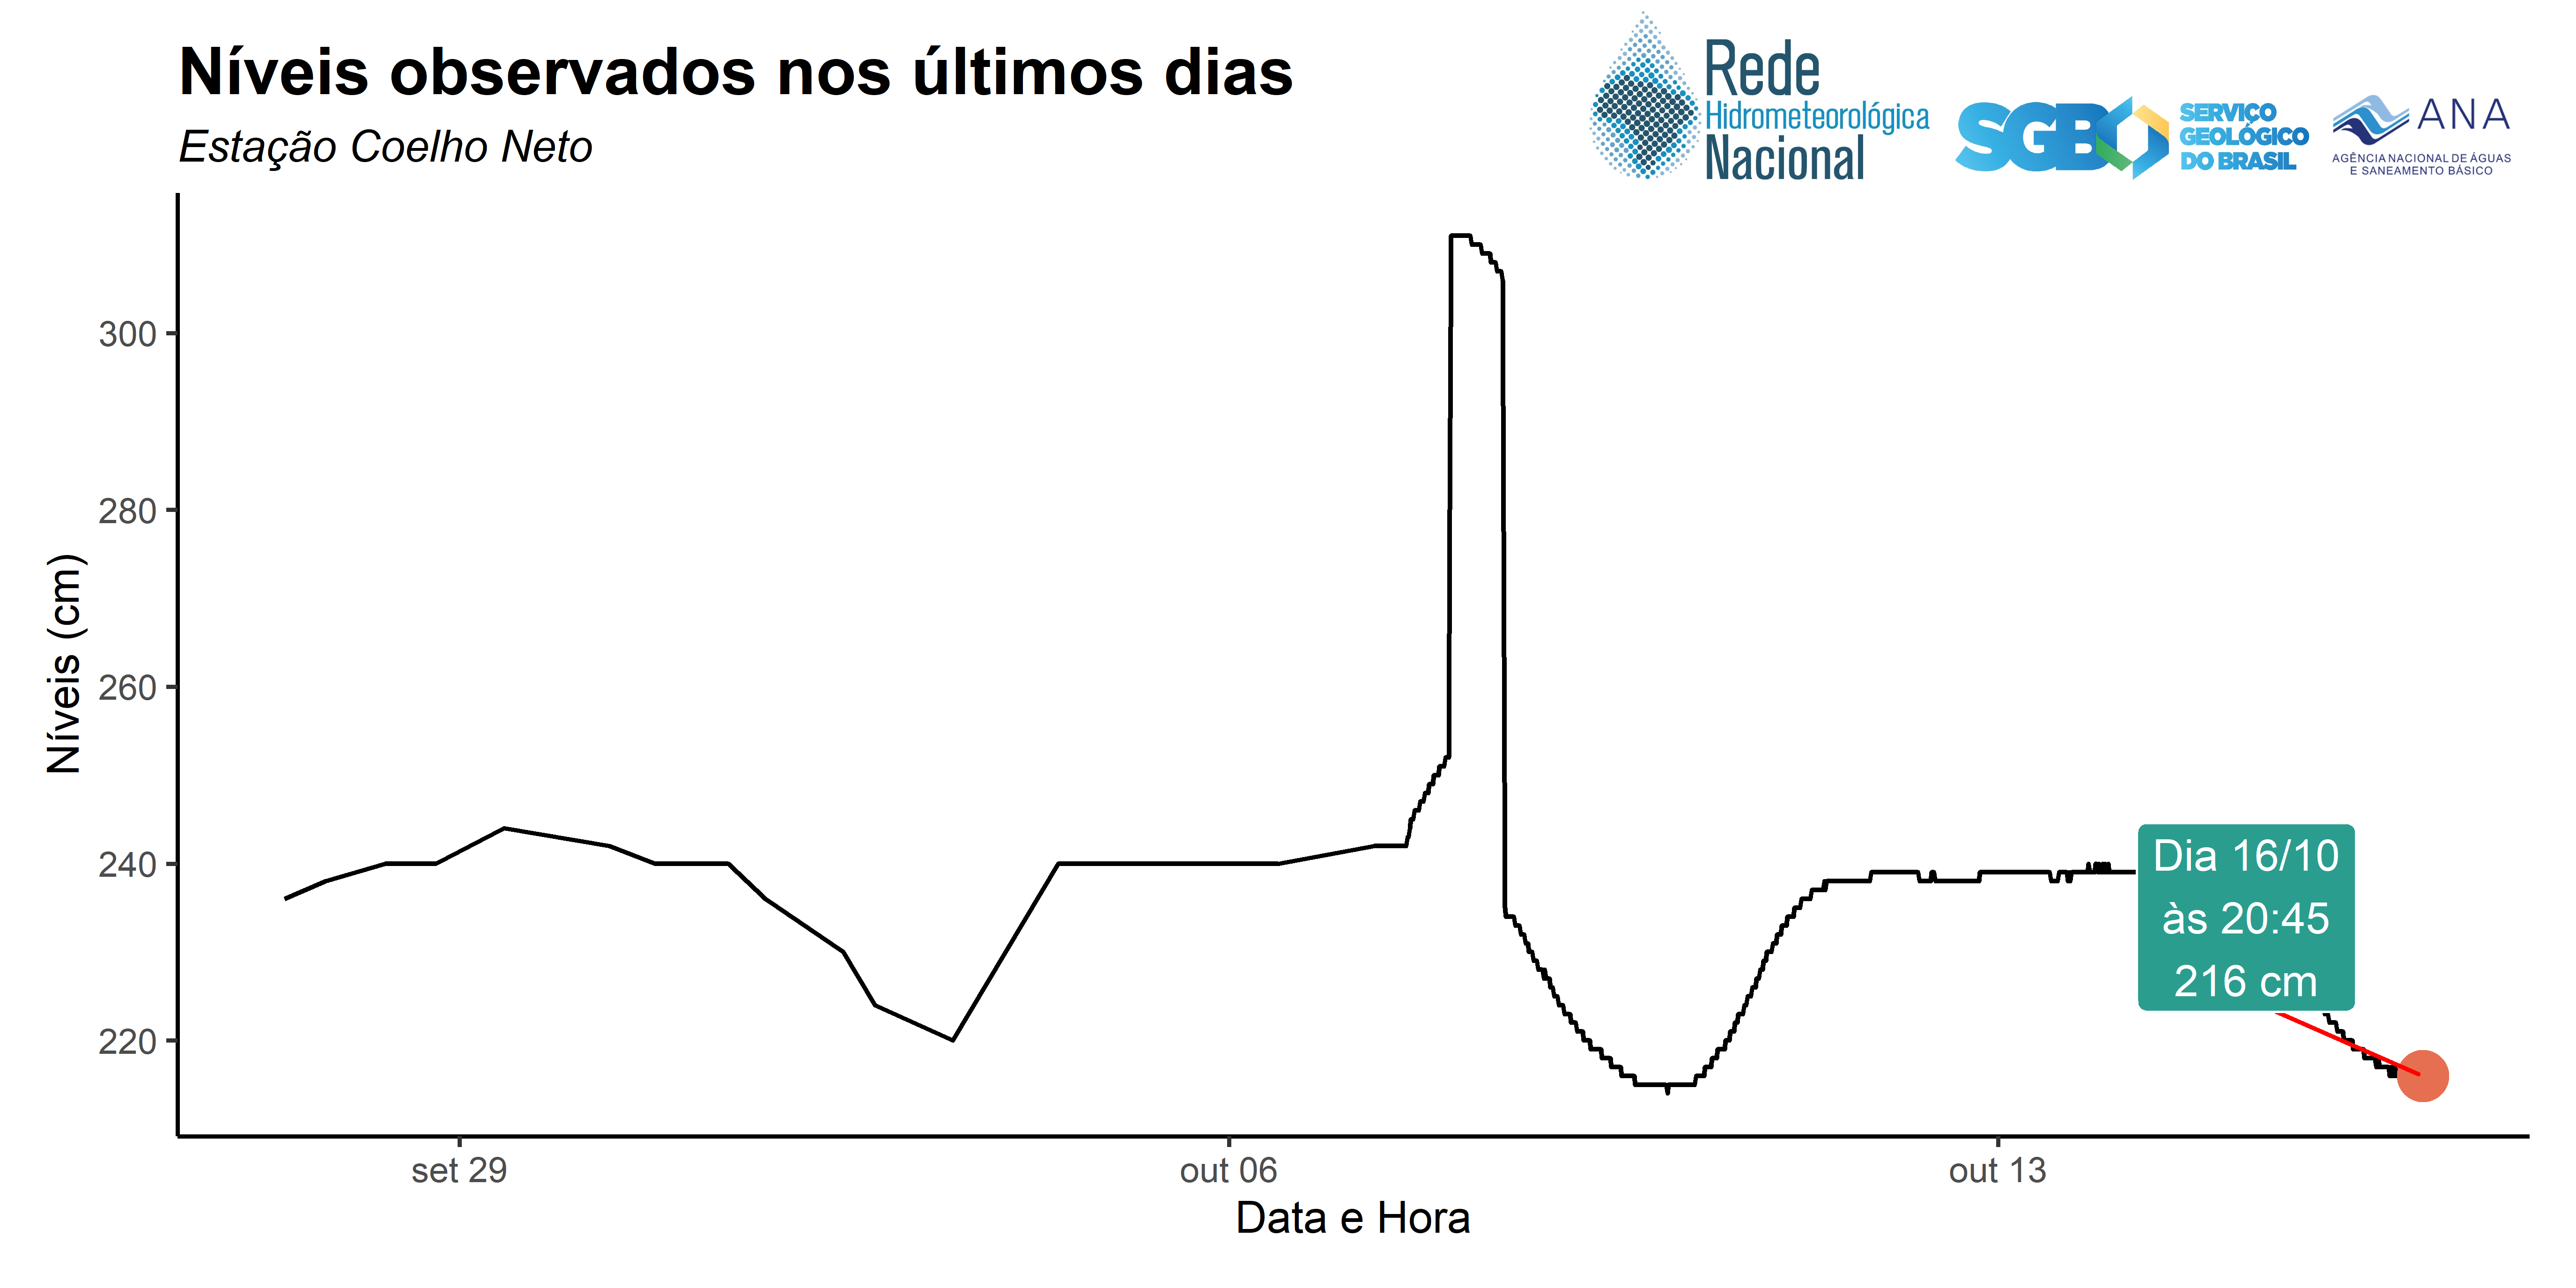 Níveis observados nos últimos dias
Estação Coelho Neto
Rede
Hidrometeorológica
Nacional
SGB
SERVIÇO
GEOLÓGICO
DO BRASIL
ANA
AGÊNCIA NACIONAL DE ÁGUAS
E SANEAMENTO BÁSICO
Níveis (cm)
300
280
260
240
220
Dia 16/10
às 20:45
216 cm
set 29
out 06
out 13
Data e Hora